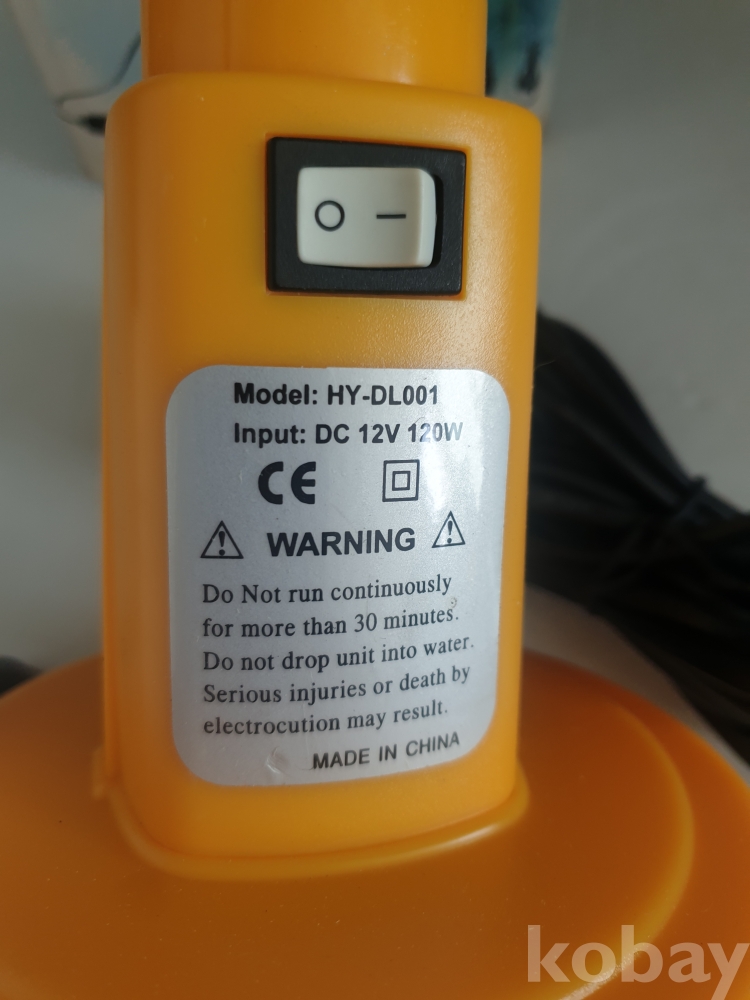 O —
Model: HY-DL001
Input: DC 12V 120W
CE
WARNING
Do Not run continuously
for more than 30 minutes.
Do not drop unit into water.
Serious injuries or death by
electrocution may result.
MADE IN CHINA
kobay